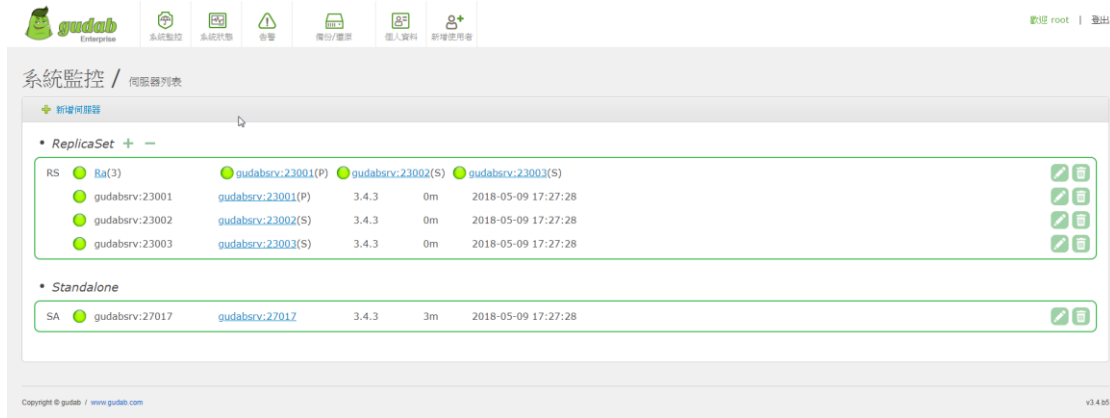 gudab
Enterprise
系統監控 系統狀態 告警 備份/還原 個人資料 新增使用者
歡迎 root | 登出
系統監控 / 伺服器列表
新增伺服器
• ReplicaSet + −
RS Ra(3) gudabsrv:23001(P) gudabsrv:23002(S) gudabsrv:23003(S)
gudabsrv:23001 gudabsrv:23001(P) 3.4.3 0m 2018-05-09 17:27:28
gudabsrv:23002 gudabsrv:23002(S) 3.4.3 0m 2018-05-09 17:27:28
gudabsrv:23003 gudabsrv:23003(S) 3.4.3 0m 2018-05-09 17:27:28
• Standalone
SA gudabsrv:27017 gudabsrv:27017 3.4.3 3m 2018-05-09 17:27:28
Copyright © gudab / www.gudab.com v3.4.b5